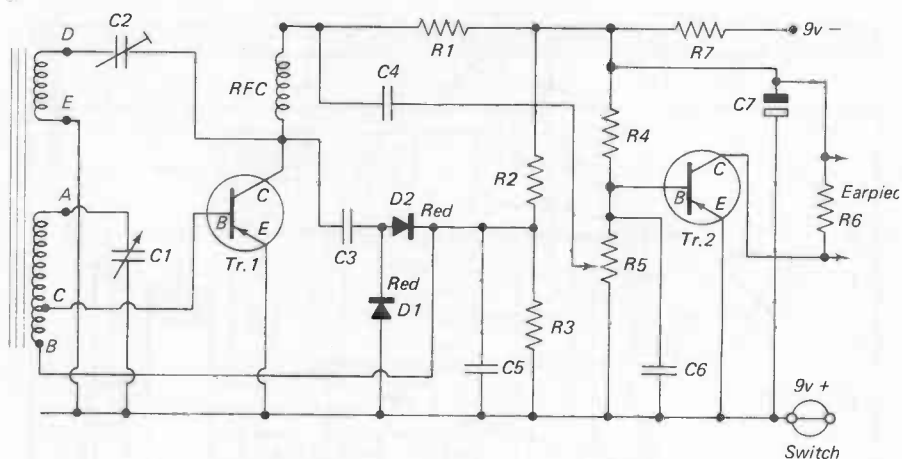 D
C2
E
RFC
R1
C4
R7
9v –
C7
R4
A
C
B
E
Tr.1
C1
C
B
C3
D2
Red
Red
D1
R2
R3
C5
C
B
E
Tr.2
R5
C6
Earpiec
R6
9v +
Switch